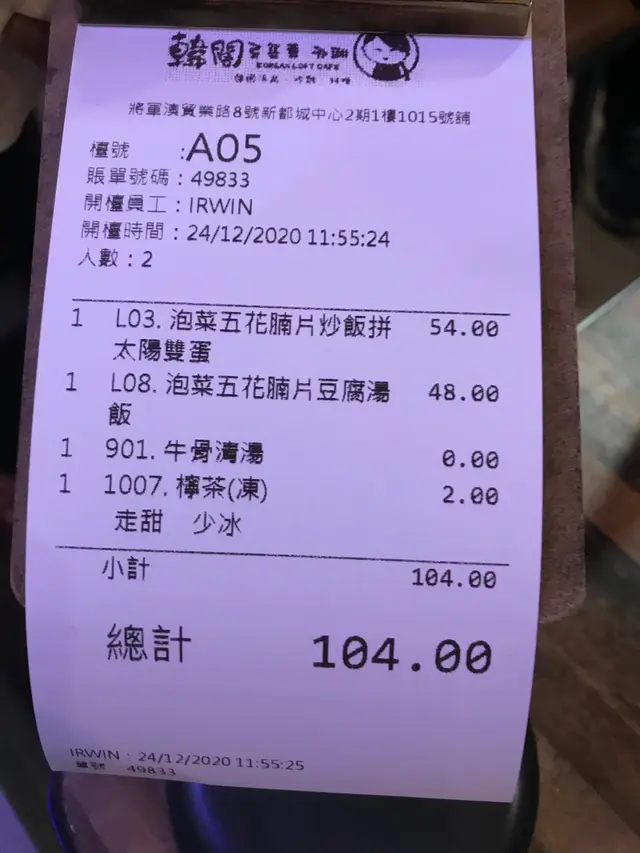 韓閣
KOREAN LOFT CAFE
將軍澳貿業路8號新都城中心2期1樓1015號舖
檯號 :A05
賬單號碼：49833
開檯員工：IRWIN
開檯時間：24/12/2020 11:55:24
人數：2
1 L03. 泡菜五花腩片炒飯拼 54.00
太陽雙蛋
1 L08. 泡菜五花腩片豆腐湯 48.00
飯
1 901. 牛骨清湯 0.00
1 1007. 檸茶(凍) 2.00
走甜 少冰
小計 104.00
總計 104.00
IRWIN：24/12/2020 11:55:25
單號 49833